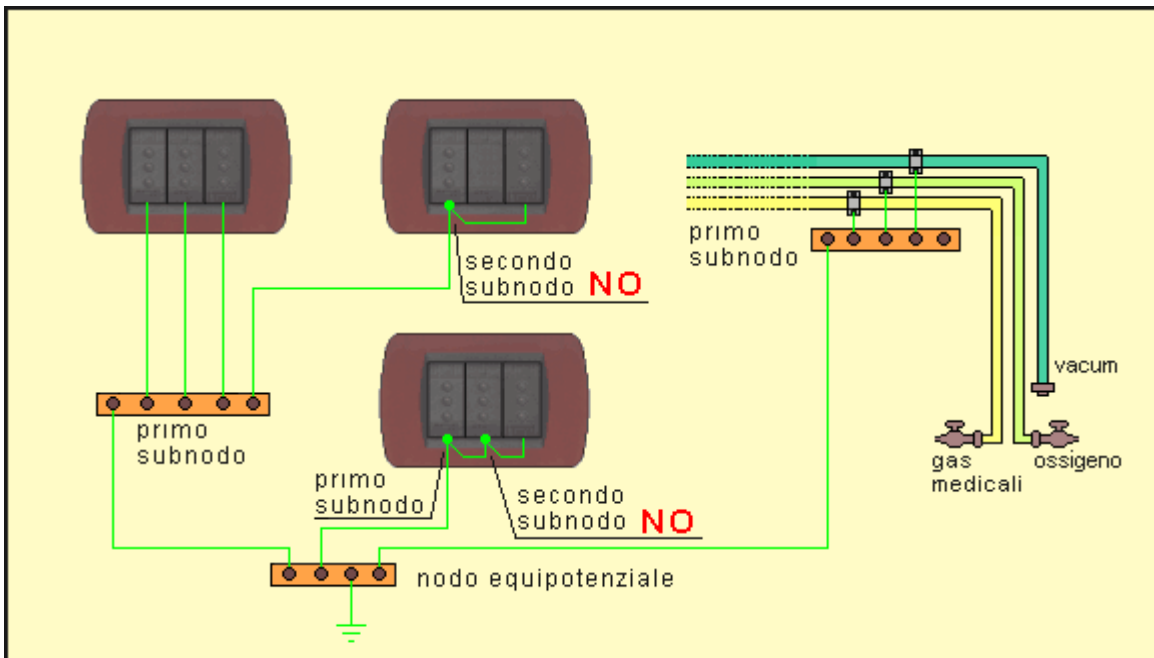 secondo
subnodo NO
primo
subnodo
vacum
primo
subnodo
gas
medicali
ossigeno
primo
subnodo
secondo
subnodo NO
nodo equipotenziale